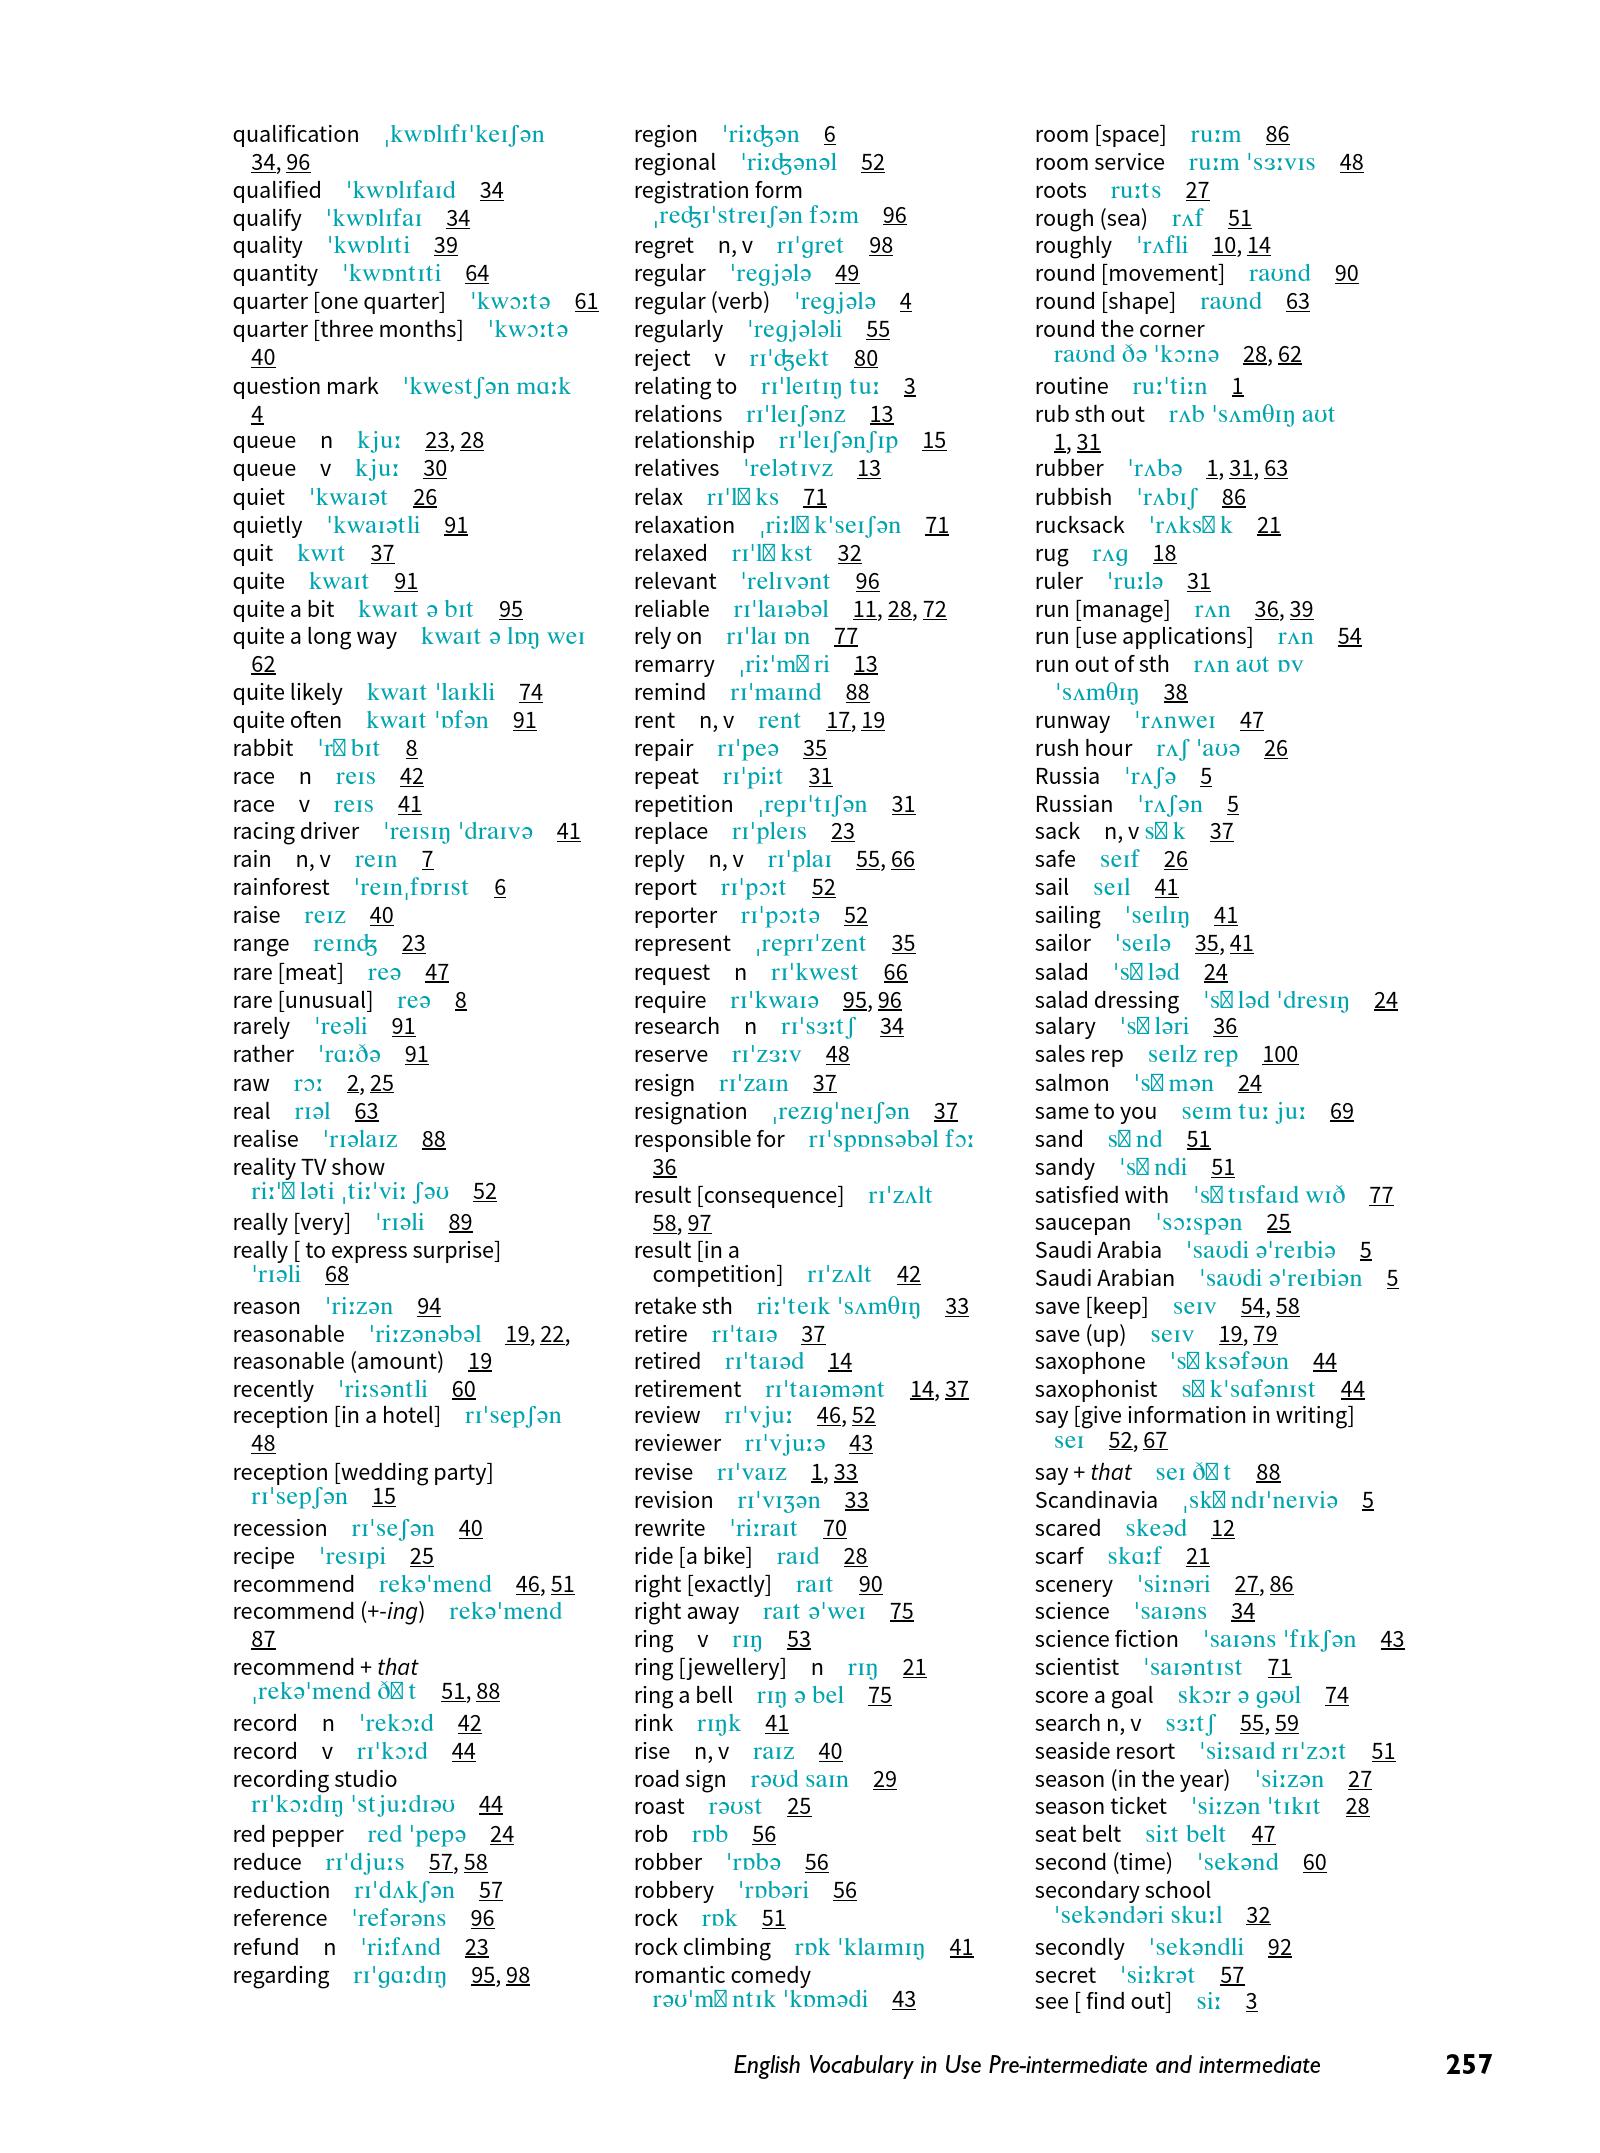 qualification ˌkwɒlɪfɪˈkeɪʃən
34, 96
qualified ˈkwɒlɪfaɪd 34
qualify ˈkwɒlɪfaɪ 34
quality ˈkwɒlɪti 39
quantity ˈkwɒntɪti 64
quarter [one quarter] ˈkwɔːtə 61
quarter [three months] ˈkwɔːtə
40
question mark ˈkwestʃən mɑːk
4
queue n kjuː 23, 28
queue v kjuː 30
quiet ˈkwaɪət 26
quietly ˈkwaɪətli 91
quit kwɪt 37
quite kwaɪt 91
quite a bit kwaɪt ə bɪt 95
quite a long way kwaɪt ə lɒŋ weɪ
62
quite likely kwaɪt ˈlaɪkli 74
quite often kwaɪt ˈɒfən 91
rabbit ˈr〿bɪt 8
race n reɪs 42
race v reɪs 41
racing driver ˈreɪsɪŋ ˈdraɪvə 41
rain n, v reɪn 7
rainforest ˈreɪnˌfɒrɪst 6
raise reɪz 40
range reɪnʤ 23
rare [meat] reə 47
rare [unusual] reə 8
rarely ˈreəli 91
rather ˈrɑːðə 91
raw rɔː 2, 25
real rɪəl 63
realise ˈrɪəlaɪz 88
reality TV show
riːˈ〿ləti ˌtiːˈviː ʃəʊ 52
really [very] ˈrɪəli 89
really [ to express surprise]
ˈrɪəli 68
reason ˈriːzən 94
reasonable ˈriːzənəbəl 19, 22,
reasonable (amount) 19
recently ˈriːsəntli 60
reception [in a hotel] rɪˈsepʃən
48
reception [wedding party]
rɪˈsepʃən 15
recession rɪˈseʃən 40
recipe ˈresɪpi 25
recommend rekəˈmend 46, 51
recommend (+-ing) rekəˈmend
87
recommend + that
ˌrekəˈmend ð〿t 51, 88
record n ˈrekɔːd 42
record v rɪˈkɔːd 44
recording studio
rɪˈkɔːdɪŋ ˈstjuːdɪəʊ 44
red pepper red ˈpepə 24
reduce rɪˈdjuːs 57, 58
reduction rɪˈdʌkʃən 57
reference ˈrefərəns 96
refund n ˈriːfʌnd 23
regarding rɪˈgɑːdɪŋ 95, 98
region ˈriːʤən 6
regional ˈriːʤənəl 52
registration form
ˌreʤɪˈstreɪʃən fɔːm 96
regret n, v rɪˈgret 98
regular ˈregjələ 49
regular (verb) ˈregjələ 4
regularly ˈregjələli 55
reject v rɪˈʤekt 80
relating to rɪˈleɪtɪŋ tuː 3
relations rɪˈleɪʃənz 13
relationship rɪˈleɪʃənʃɪp 15
relatives ˈrelətɪvz 13
relax rɪˈl〿ks 71
relaxation ˌriːl〿kˈseɪʃən 71
relaxed rɪˈl〿kst 32
relevant ˈrelɪvənt 96
reliable rɪˈlaɪəbəl 11, 28, 72
rely on rɪˈlaɪ ɒn 77
remarry ˌriːˈm〿ri 13
remind rɪˈmaɪnd 88
rent n, v rent 17, 19
repair rɪˈpeə 35
repeat rɪˈpiːt 31
repetition ˌrepɪˈtɪʃən 31
replace rɪˈpleɪs 23
reply n, v rɪˈplaɪ 55, 66
report rɪˈpɔːt 52
reporter rɪˈpɔːtə 52
represent ˌreprɪˈzent 35
request n rɪˈkwest 66
require rɪˈkwaɪə 95, 96
research n rɪˈsɜːtʃ 34
reserve rɪˈzɜːv 48
resign rɪˈzaɪn 37
resignation ˌrezɪgˈneɪʃən 37
responsible for rɪˈspɒnsəbəl fɔː
36
result [consequence] rɪˈzʌlt
58, 97
result [in a
competition] rɪˈzʌlt 42
retake sth riːˈteɪk ˈsʌmθɪŋ 33
retire rɪˈtaɪə 37
retired rɪˈtaɪəd 14
retirement rɪˈtaɪəmənt 14, 37
review rɪˈvjuː 46, 52
reviewer rɪˈvjuːə 43
revise rɪˈvaɪz 1, 33
revision rɪˈvɪʒən 33
rewrite ˈriːraɪt 70
ride [a bike] raɪd 28
right [exactly] raɪt 90
right away raɪt əˈweɪ 75
ring v rɪŋ 53
ring [jewellery] n rɪŋ 21
ring a bell rɪŋ ə bel 75
rink rɪŋk 41
rise n, v raɪz 40
road sign rəʊd saɪn 29
roast rəʊst 25
rob rɒb 56
robber ˈrɒbə 56
robbery ˈrɒbəri 56
rock rɒk 51
rock climbing rɒk ˈklaɪmɪŋ 41
romantic comedy
rəʊˈm〿ntɪk ˈkɒmədi 43
room [space] ruːm 86
room service ruːm ˈsɜːvɪs 48
roots ruːts 27
rough (sea) rʌf 51
roughly ˈrʌfli 10, 14
round [movement] raʊnd 90
round [shape] raʊnd 63
round the corner
raʊnd ðə ˈkɔːnə 28, 62
routine ruːˈtiːn 1
rub sth out rʌb ˈsʌmθɪŋ aʊt
1, 31
rubber ˈrʌbə 1, 31, 63
rubbish ˈrʌbɪʃ 86
rucksack ˈrʌks〿k 21
rug rʌg 18
ruler ˈruːlə 31
run [manage] rʌn 36, 39
run [use applications] rʌn 54
run out of sth rʌn aʊt ɒv
ˈsʌmθɪŋ 38
runway ˈrʌnweɪ 47
rush hour rʌʃ ˈaʊə 26
Russia ˈrʌʃə 5
Russian ˈrʌʃən 5
sack n, v s〿k 37
safe seɪf 26
sail seɪl 41
sailing ˈseɪlɪŋ 41
sailor ˈseɪlə 35, 41
salad ˈs〿ləd 24
salad dressing ˈs〿ləd ˈdresɪŋ 24
salary ˈs〿ləri 36
sales rep seɪlz rep 100
salmon ˈs〿mən 24
same to you seɪm tuː juː 69
sand s〿nd 51
sandy ˈs〿ndi 51
satisfied with ˈs〿tɪsfaɪd wɪð 77
saucepan ˈsɔːspən 25
Saudi Arabia ˈsaʊdi əˈreɪbiə 5
Saudi Arabian ˈsaʊdi əˈreɪbiən 5
save [keep] seɪv 54, 58
save (up) seɪv 19, 79
saxophone ˈs〿ksəfəʊn 44
saxophonist s〿kˈsɑfənɪst 44
say [give information in writing]
seɪ 52, 67
say + that seɪ ð〿t 88
Scandinavia ˌsk〿ndɪˈneɪviə 5
scared skeəd 12
scarf skɑːf 21
scenery ˈsiːnəri 27, 86
science ˈsaɪəns 34
science fiction ˈsaɪəns ˈfɪkʃən 43
scientist ˈsaɪəntɪst 71
score a goal skɔːr ə gəʊl 74
search n, v sɜːtʃ 55, 59
seaside resort ˈsiːsaɪd rɪˈzɔːt 51
season (in the year) ˈsiːzən 27
season ticket ˈsiːzən ˈtɪkɪt 28
seat belt siːt belt 47
second (time) ˈsekənd 60
secondary school
ˈsekəndəri skuːl 32
secondly ˈsekəndli 92
secret ˈsiːkrət 57
see [ find out] siː 3
English Vocabulary in Use Pre-intermediate and intermediate 257